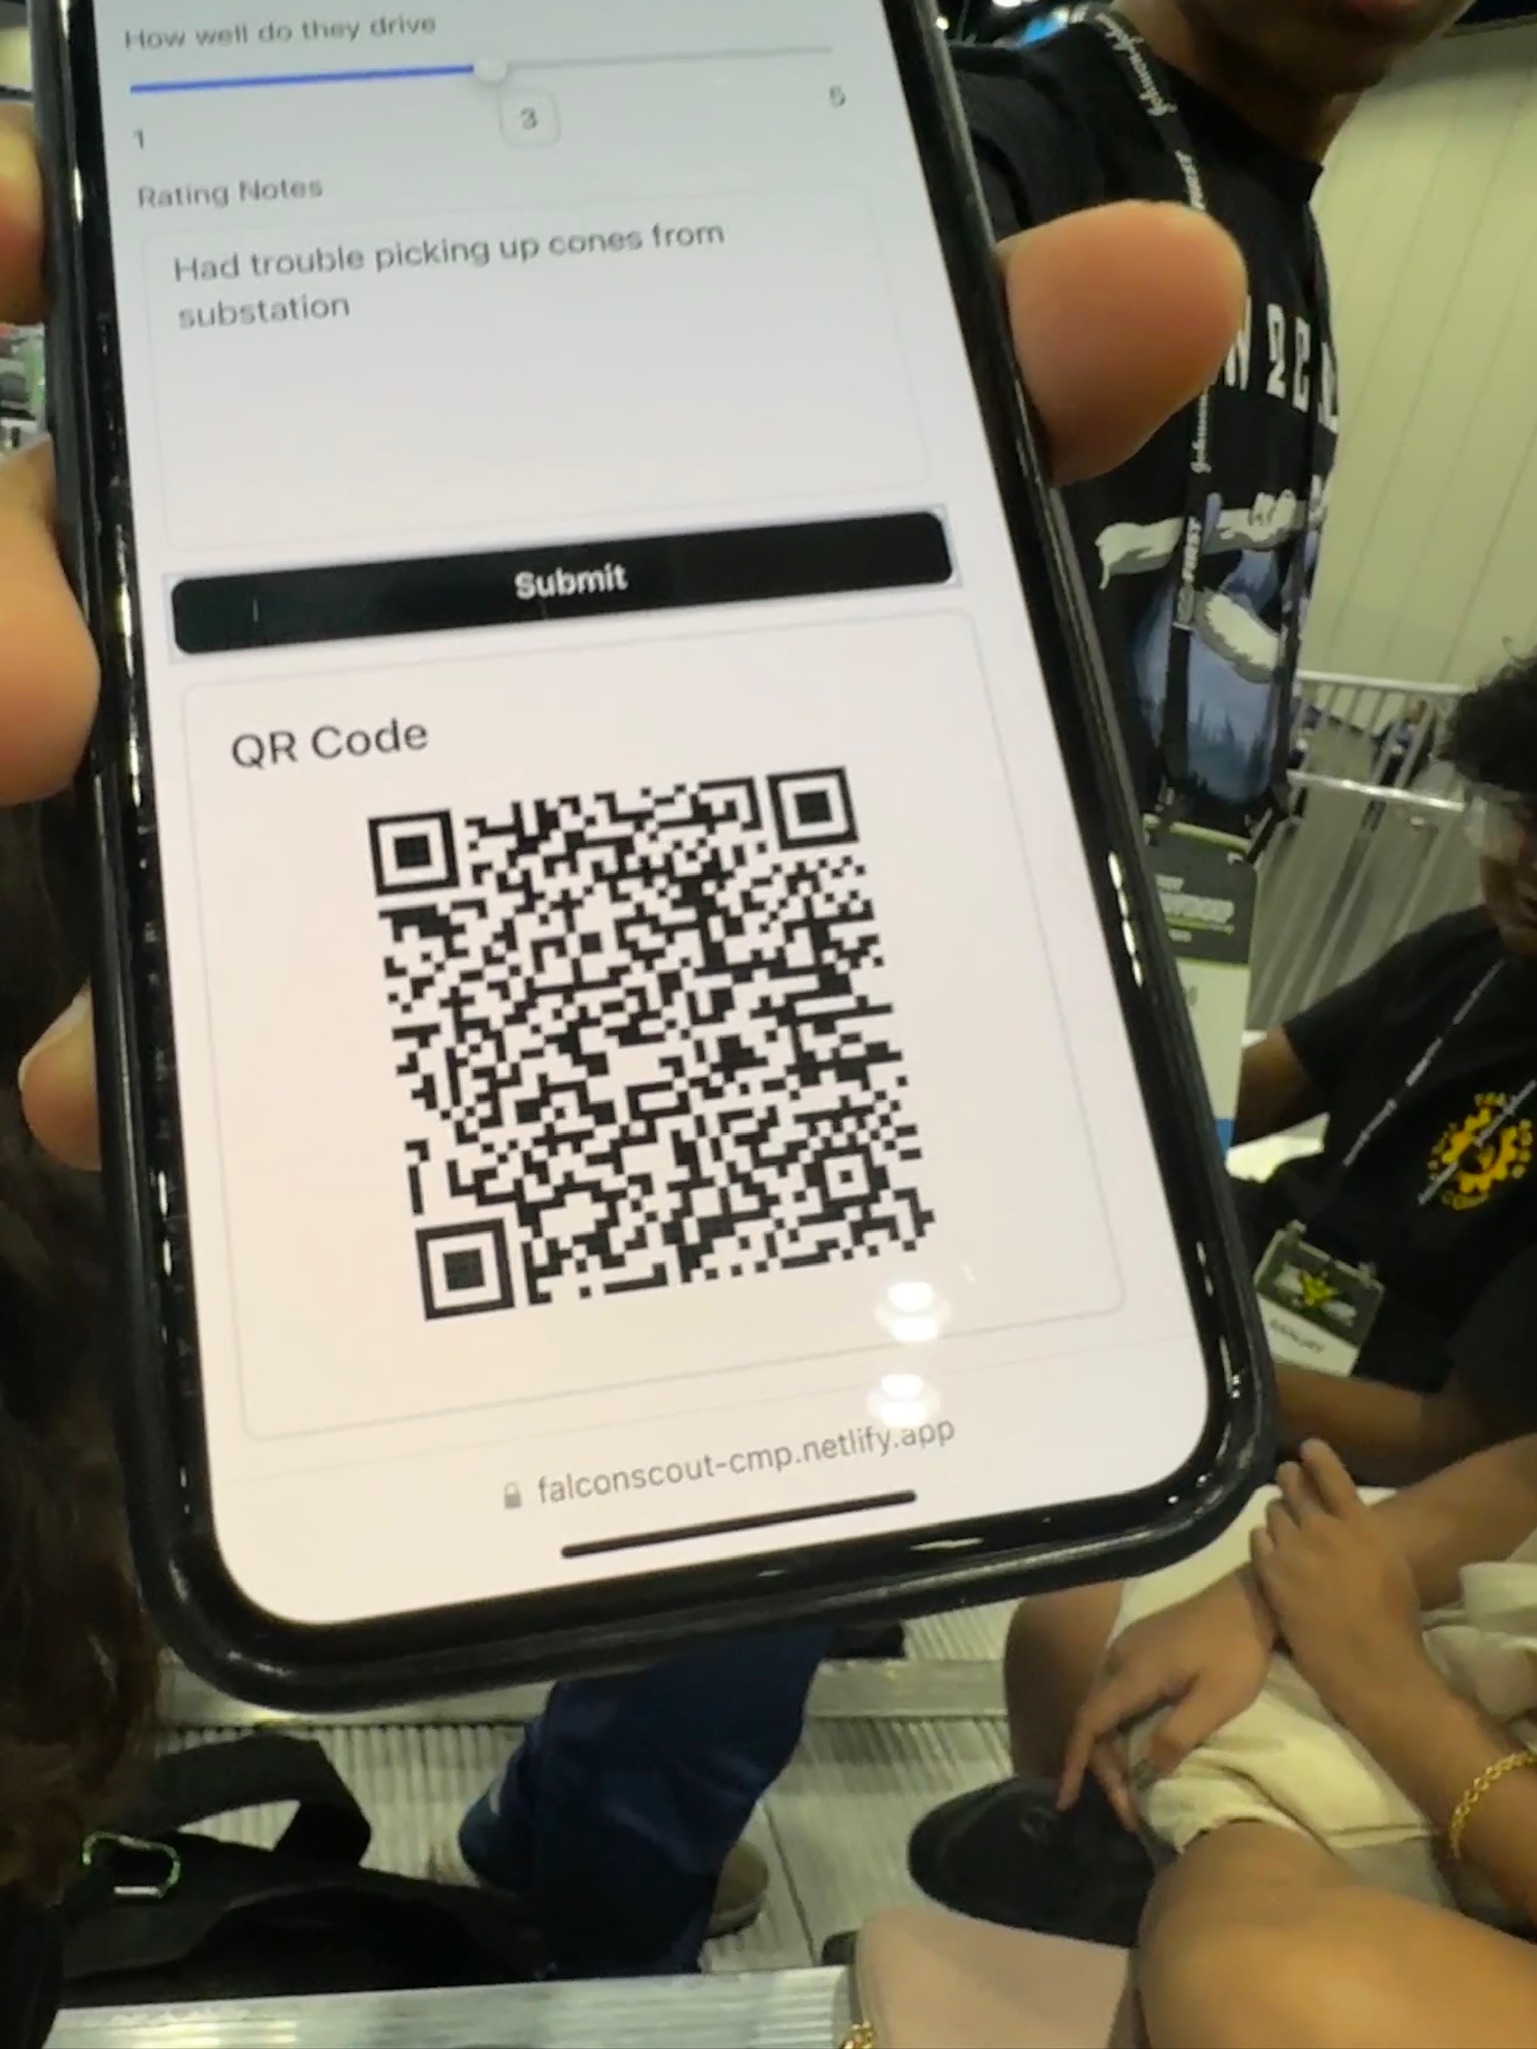 How well do they drive
1
3
5
Rating Notes
Had trouble picking up cones from
substation
Submit
QR Code
falconscout-cmp.netlify.app
FIRST